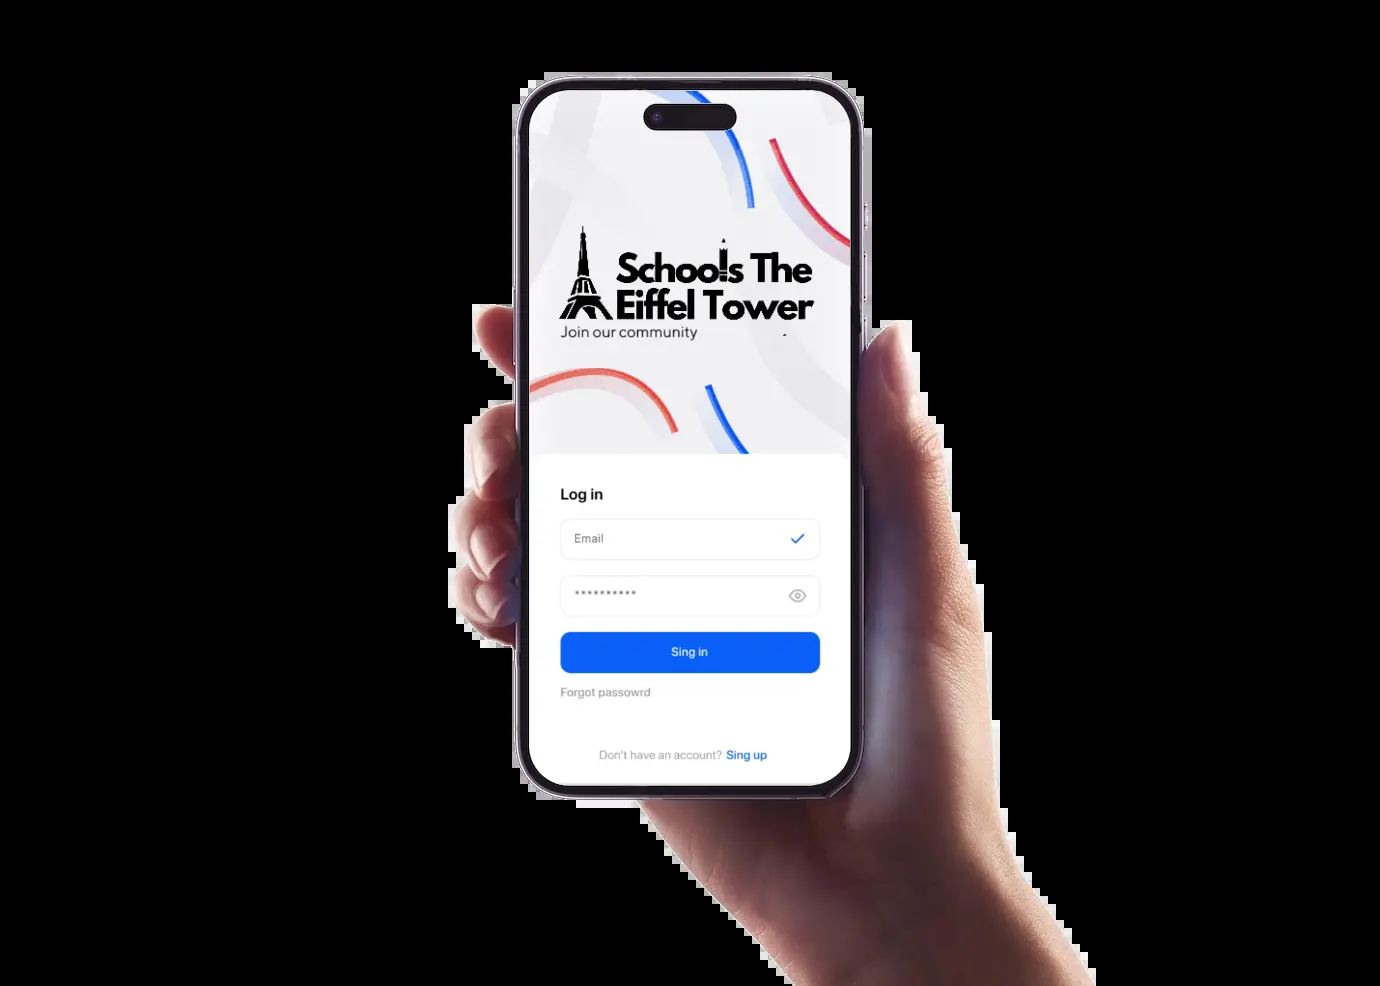 Schools The
Eiffel Tower
Join our community
Log in
Email
**********
Sing in
Forgot passowrd
Don't have an account? Sing up